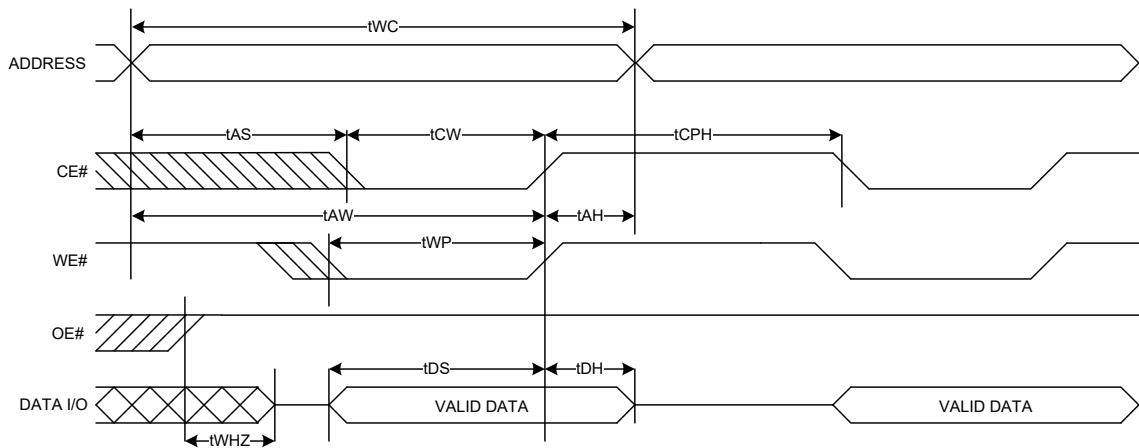 tWC
ADDRESS
tAS tCW tCPH
CE#
tAW tAH
WE# tWP
OE#
tDS tDH
DATA I/O VALID DATA VALID DATA
tWHZ